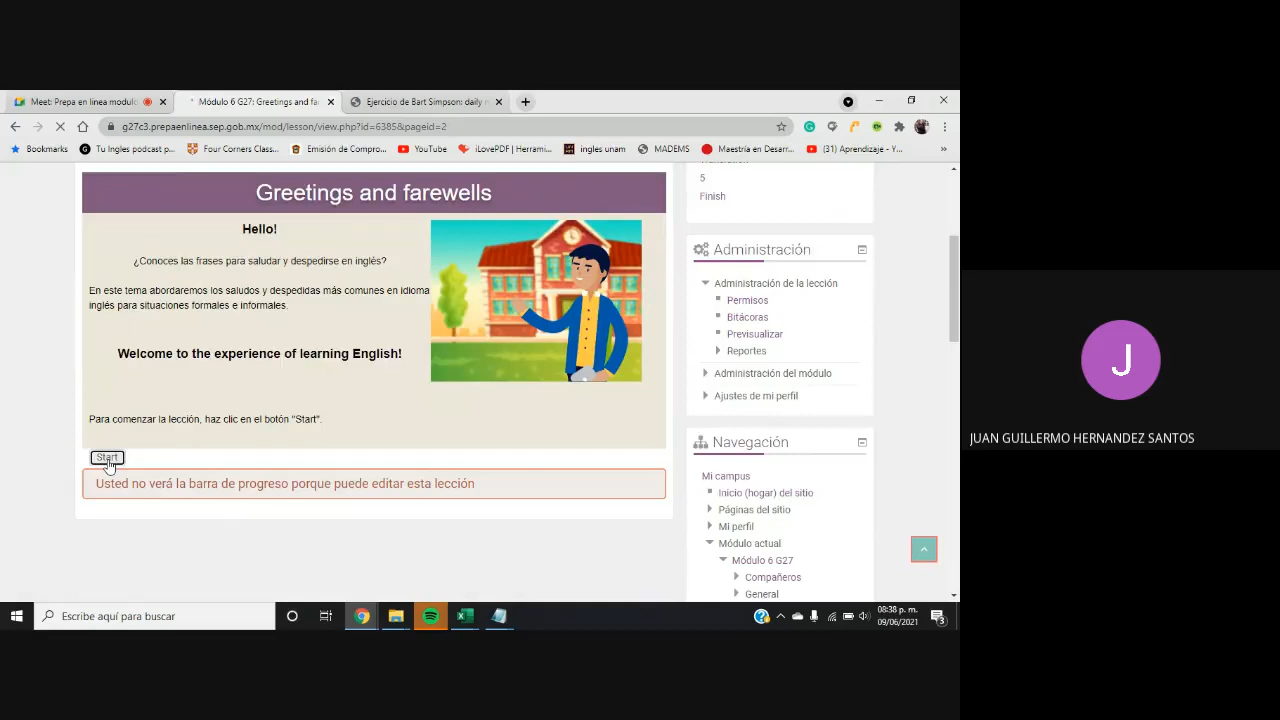 Meet: Prepa en linea modulo
Módulo 6 G27: Greetings and fa
Ejercicio de Bart Simpson: daily r
g27c3.prepaenlinea.sep.gob.mx/mod/lesson/view.php?id=6385&pageid=2
Bookmarks
Tu Ingles podcast p...
Four Corners Class...
Emisión de Compro...
YouTube
iLovePDF | Herrami...
ingles unam
MADEMS
Maestría en Desarr...
(31) Aprendizaje - Y...
Greetings and farewells
Hello!
¿Conoces las frases para saludar y despedirse en inglés?
En este tema abordaremos los saludos y despedidas más comunes en idioma
inglés para situaciones formales e informales.
Welcome to the experience of learning English!
Para comenzar la lección, haz clic en el botón "Start".
Start
Usted no verá la barra de progreso porque puede editar esta lección
5
Finish
Administración
Administración de la lección
Permisos
Bitácoras
Previsualizar
Reportes
Administración del módulo
Ajustes de mi perfil
Navegación
Mi campus
Inicio (hogar) del sitio
Páginas del sitio
Mi perfil
Módulo actual
Módulo 6 G27
Compañeros
General
J
JUAN GUILLERMO HERNANDEZ SANTOS
Escribe aquí para buscar
08:38 p. m.
09/06/2021
3